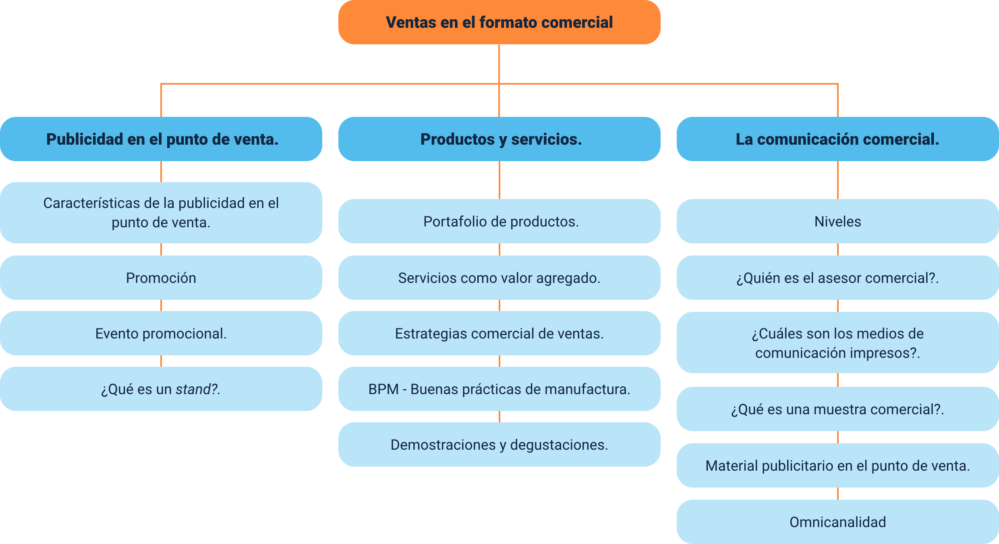 Ventas en el formato comercial
Publicidad en el punto de venta.
Características de la publicidad en el
punto de venta.
Promoción
Evento promocional.
¿Qué es un stand?.
Productos y servicios.
Portafolio de productos.
Servicios como valor agregado.
Estrategias comercial de ventas.
BPM - Buenas prácticas de manufactura.
Demostraciones y degustaciones.
La comunicación comercial.
Niveles
¿Quién es el asesor comercial?.
¿Cuáles son los medios de
comunicación impresos?.
¿Qué es una muestra comercial?.
Material publicitario en el punto de venta.
Omnicanalidad